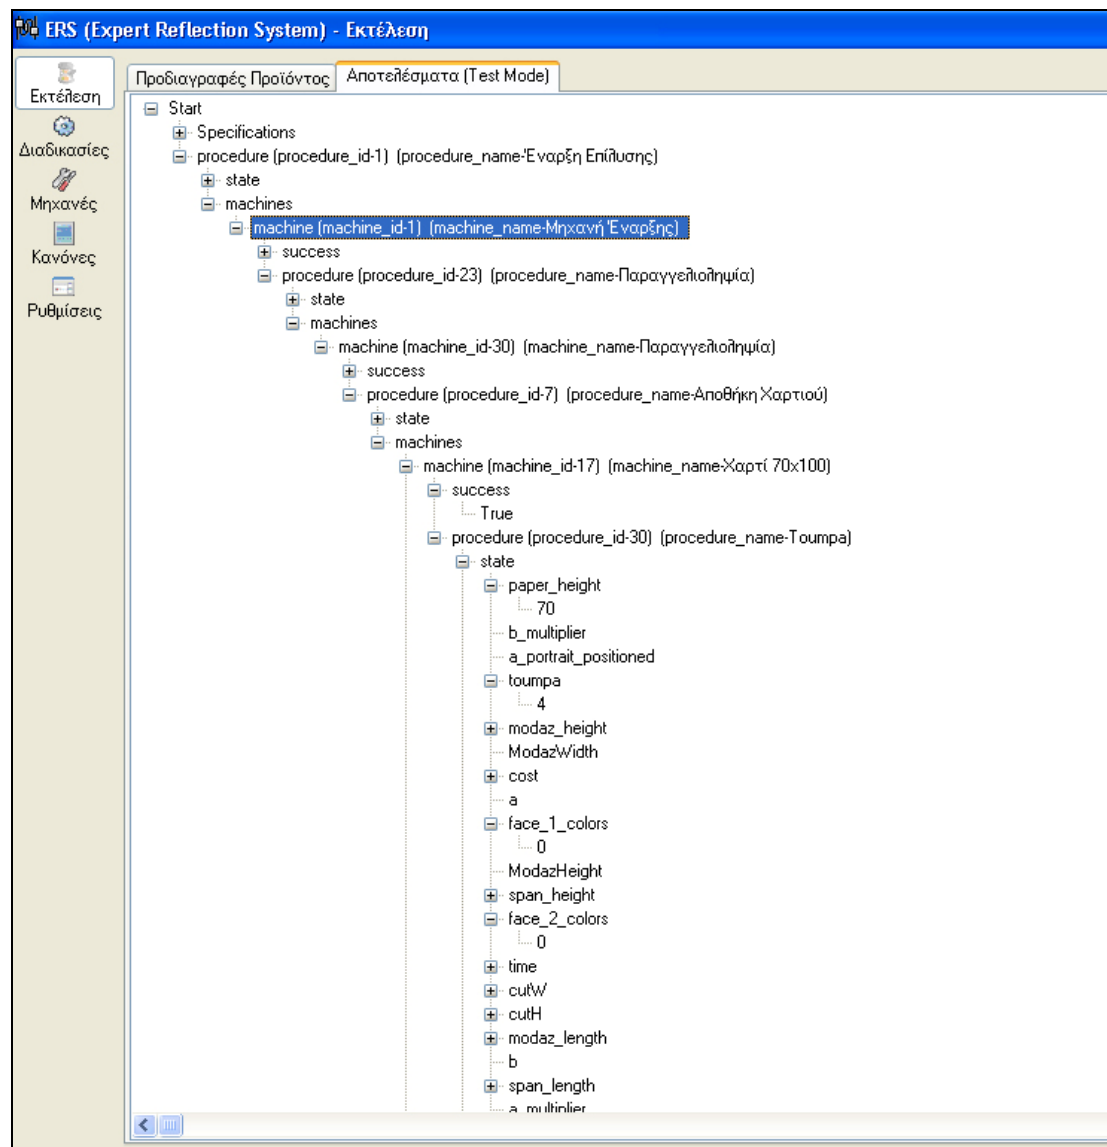 ERS (Expert Reflection System) - Εκτέλεση
Εκτέλεση
Διαδικασίες
Μηχανές
Κανόνες
Ρυθμίσεις
Προδιαγραφές Προϊόντος Αποτελέσματα (Test Mode)
Start
Specifications
procedure (procedure_id-1) (procedure_name-Έναρξη Επίλυσης)
state
machines
machine (machine_id-1) (machine_name-Μηχανή Έναρξης)
success
procedure (procedure_id-23) (procedure_name-Παραγγελιοληψία)
state
machines
machine (machine_id-30) (machine_name-Παραγγελιοληψία)
success
procedure (procedure_id-7) (procedure_name-Αποθήκη Χαρτιού)
state
machines
machine (machine_id-17) (machine_name-Χαρτί 70x100)
success
True
procedure (procedure_id-30) (procedure_name-Toumpa)
state
paper_height
70
b_multiplier
a_portrait_positioned
toumpa
4
modaz_height
ModazWidth
cost
a
face_1_colors
0
ModazHeight
span_height
face_2_colors
0
time
cutW
cutH
modaz_length
b
span_length
a_multiplier